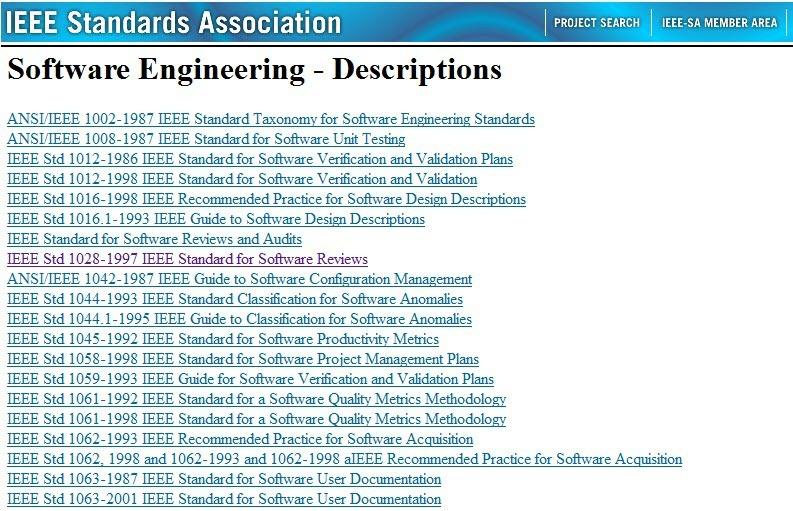 IEEE Standards Association
PROJECT SEARCH
IEEE-SA MEMBER AREA
Software Engineering - Descriptions
ANSI/IEEE 1002-1987 IEEE Standard Taxonomy for Software Engineering Standards
ANSI/IEEE 1008-1987 IEEE Standard for Software Unit Testing
IEEE Std 1012-1986 IEEE Standard for Software Verification and Validation Plans
IEEE Std 1012-1998 IEEE Standard for Software Verification and Validation
IEEE Std 1016-1998 IEEE Recommended Practice for Software Design Descriptions
IEEE Std 1016.1-1993 IEEE Guide to Software Design Descriptions
IEEE Standard for Software Reviews and Audits
IEEE Std 1028-1997 IEEE Standard for Software Reviews
ANSI/IEEE 1042-1987 IEEE Guide to Software Configuration Management
IEEE Std 1044-1993 IEEE Standard Classification for Software Anomalies
IEEE Std 1044.1-1995 IEEE Guide to Classification for Software Anomalies
IEEE Std 1045-1992 IEEE Standard for Software Productivity Metrics
IEEE Std 1058-1998 IEEE Standard for Software Project Management Plans
IEEE Std 1059-1993 IEEE Guide for Software Verification and Validation Plans
IEEE Std 1061-1992 IEEE Standard for a Software Quality Metrics Methodology
IEEE Std 1061-1998 IEEE Standard for a Software Quality Metrics Methodology
IEEE Std 1062-1993 IEEE Recommended Practice for Software Acquisition
IEEE Std 1062, 1998 and 1062-1993 and 1062-1998 aIEEE Recommended Practice for Software Acquisition
IEEE Std 1063-1987 IEEE Standard for Software User Documentation
IEEE Std 1063-2001 IEEE Standard for Software User Documentation